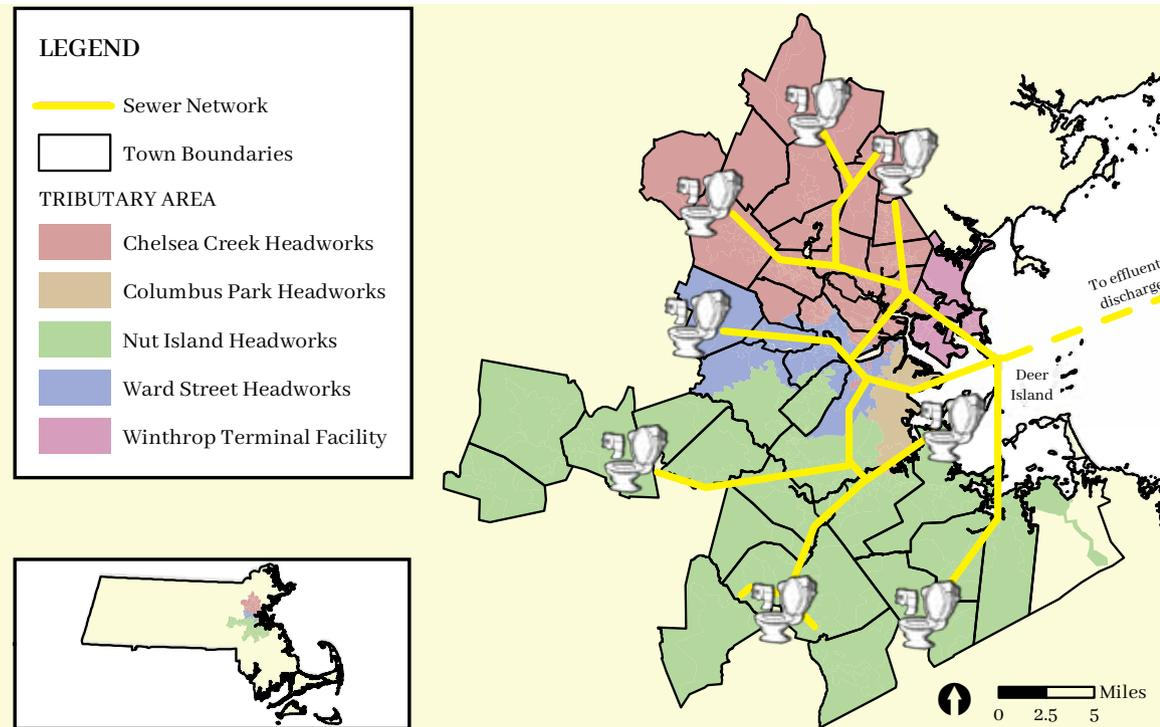 LEGEND
Sewer Network
Town Boundaries
TRIBUTARY AREA
Chelsea Creek Headworks
Columbus Park Headworks
Nut Island Headworks
Ward Street Headworks
Winthrop Terminal Facility
To effluent
discharge
Deer
Island
Miles
0 2.5 5